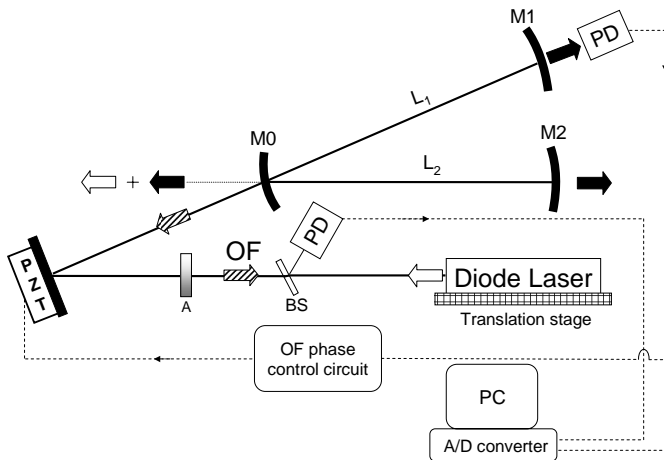 M1
PD
L1
M0
M2
L2
+
PZT
OF
PD
A
BS
Diode Laser
Translation stage
OF phase
control circuit
PC
A/D converter